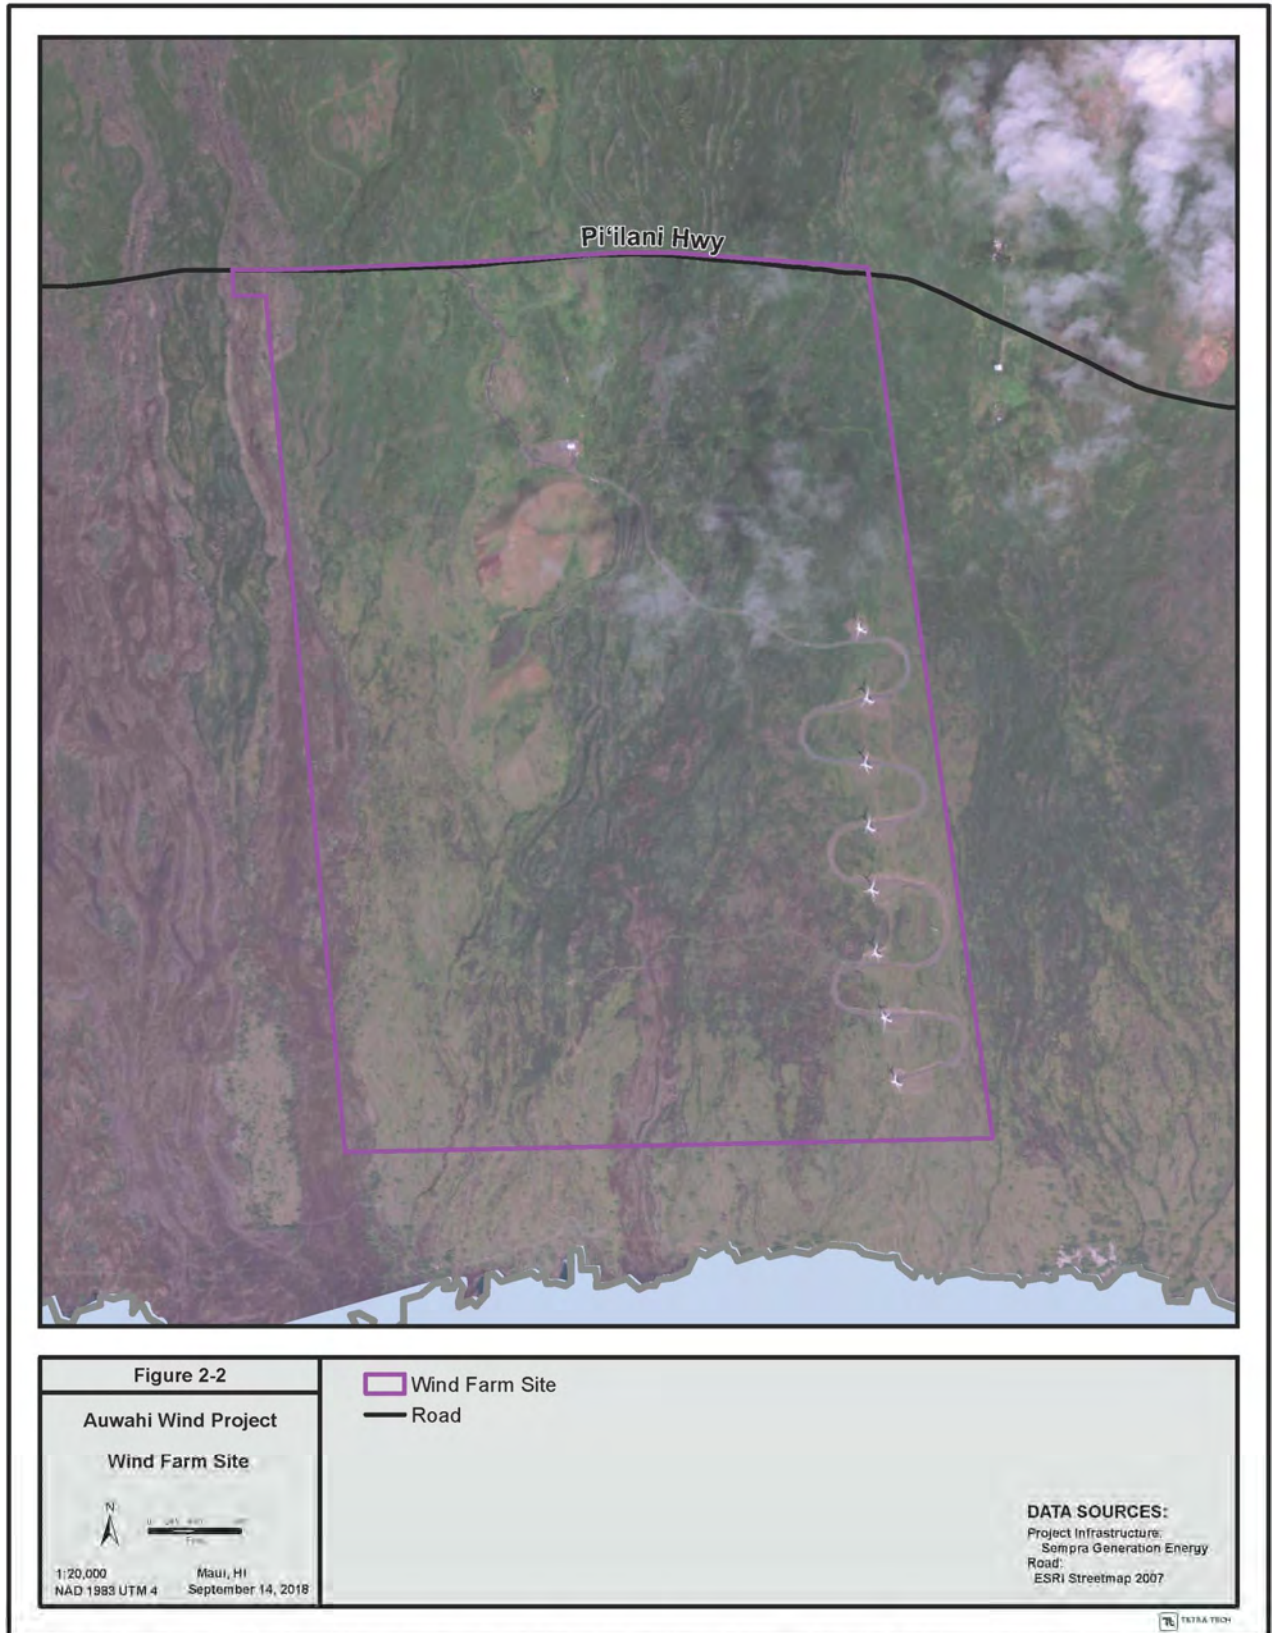 Pi‘ilani Hwy
Figure 2-2
Auwahi Wind Project
Wind Farm Site
N
0
Feet
1:20,000
Maui, HI
NAD 1983 UTM 4
September 14, 2018
Wind Farm Site
Road
DATA SOURCES:
Project Infrastructure:
Sempra Generation Energy
Road:
ESRI Streetmap 2007
TETRA TECH